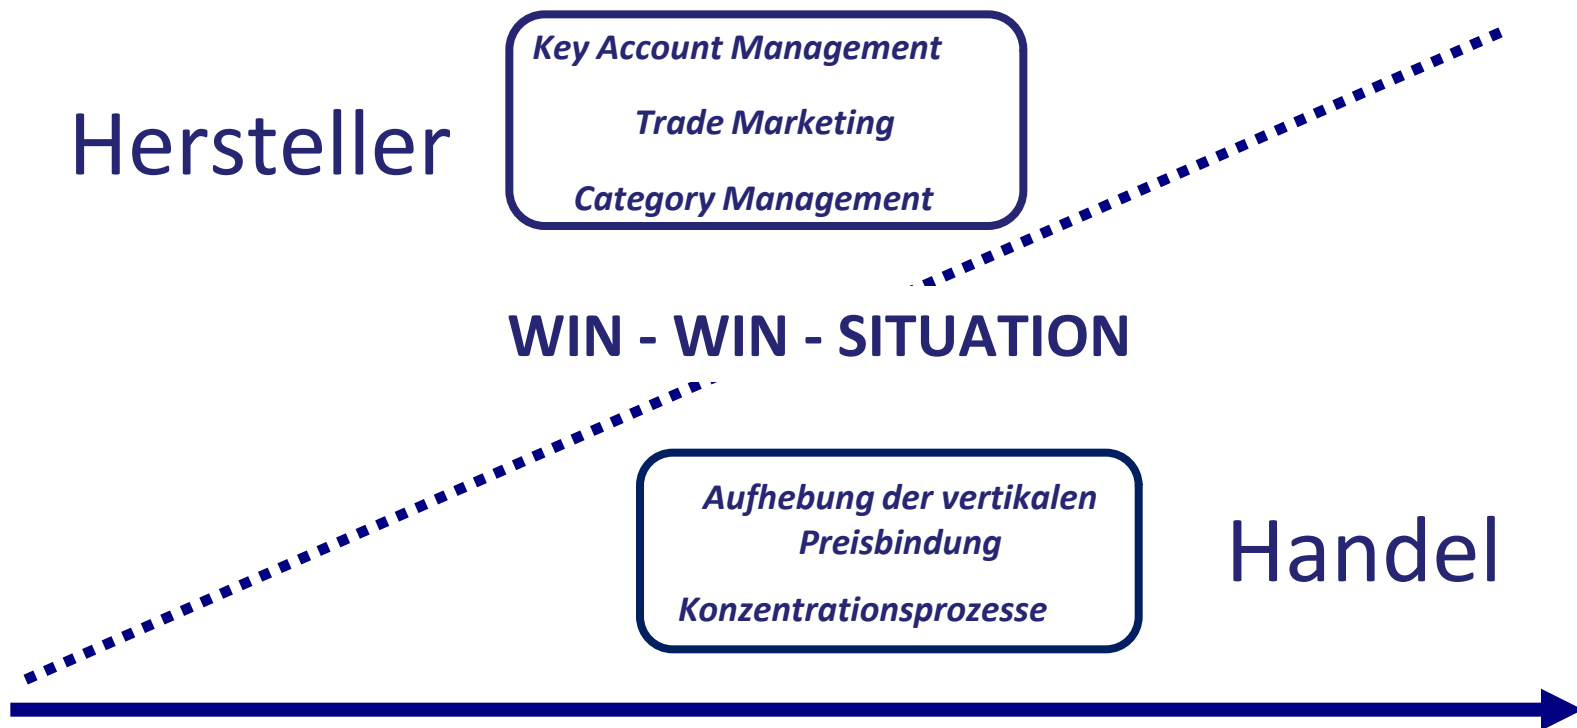 Key Account Management
Hersteller
Trade Marketing
Category Management
WIN - WIN - SITUATION
Aufhebung der vertikalen
Preisbindung
Handel
Konzentrationsprozesse